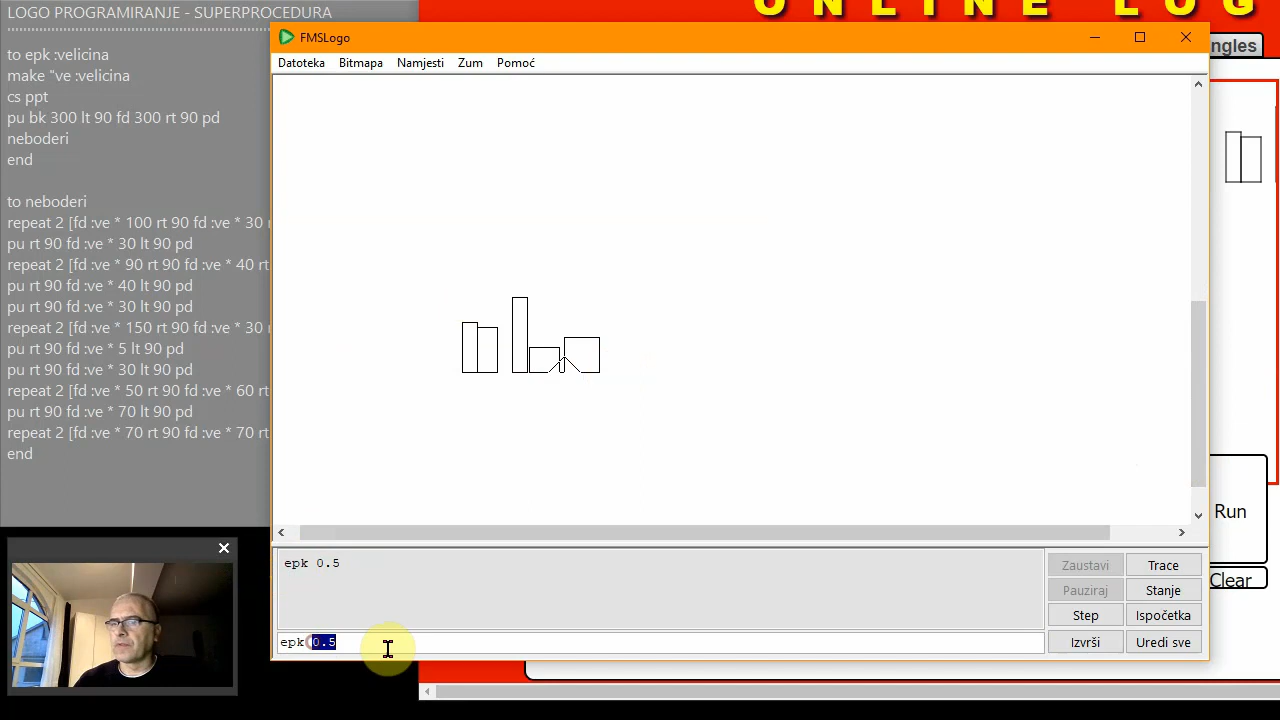 LOGO PROGRAMIRANJE - SUPERPROCEDURA
to epk :velicina
make "ve :velicina
cs ppt
pu bk 300 lt 90 fd 300 rt 90 pd
neboderi
end
to neboderi
repeat 2 [fd :ve * 100 rt 90 fd :ve * 30
pu rt 90 fd :ve * 30 lt 90 pd
repeat 2 [fd :ve * 90 rt 90 fd :ve * 40 rt
pu rt 90 fd :ve * 40 lt 90 pd
pu rt 90 fd :ve * 30 lt 90 pd
repeat 2 [fd :ve * 150 rt 90 fd :ve * 30
pu rt 90 fd :ve * 5 lt 90 pd
pu rt 90 fd :ve * 30 lt 90 pd
repeat 2 [fd :ve * 50 rt 90 fd :ve * 60 rt
pu rt 90 fd :ve * 70 lt 90 pd
repeat 2 [fd :ve * 70 rt 90 fd :ve * 70 rt
end
ONLINE LOG
ngles
FMSLogo
Datoteka Bitmapa Namjesti Zum Pomoć
epk 0.5
epk 0.5
Zaustavi Trace
Pauziraj Stanje
Step Ispočetka
Izvrši Uredi sve
Run
Clear